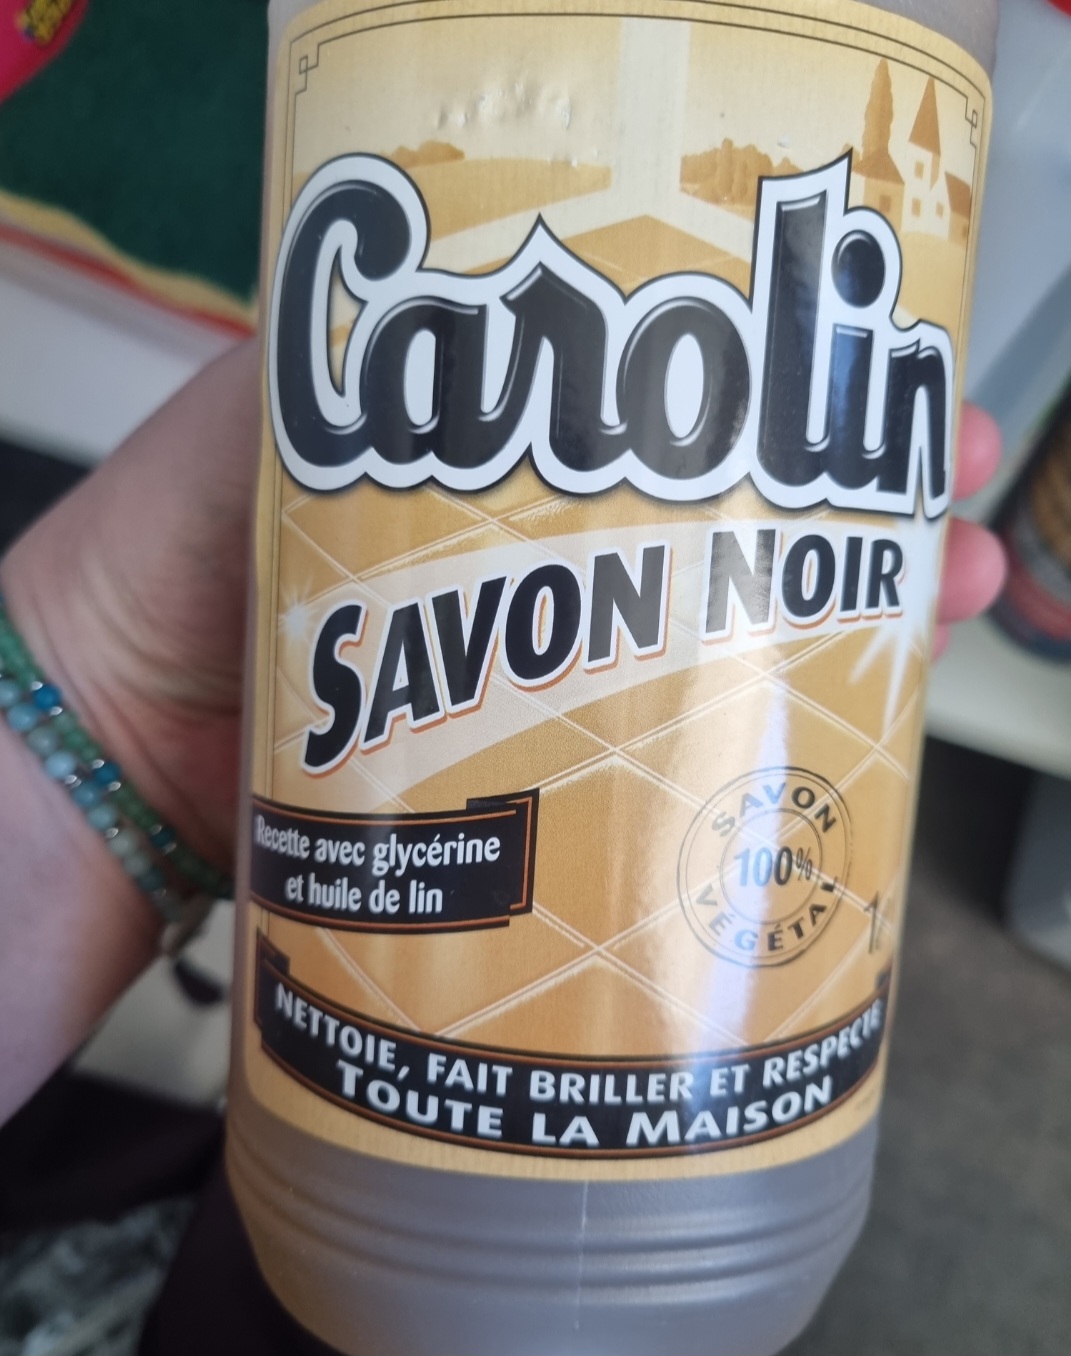 Carolin
SAVON NOIR
Recette avec glycérine
et huile de lin
SAVON
100%
VÉGÉTAL
NETTOIE, FAIT BRILLER ET RESPECTE
TOUTE LA MAISON